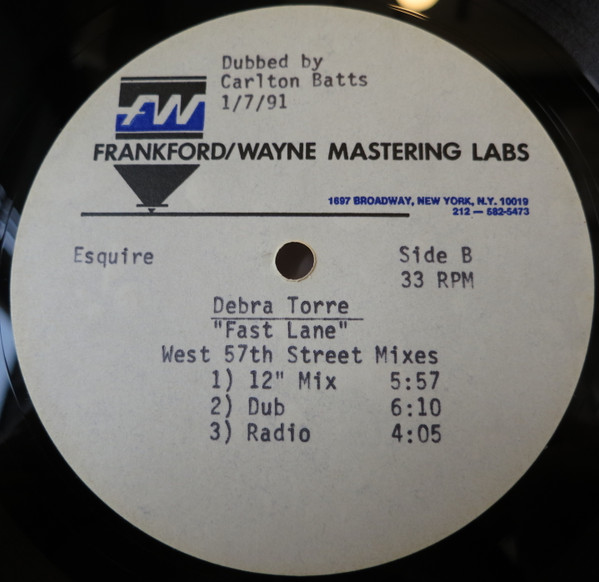 Dubbed by
Carlton Batts
1/7/91
FW
FRANKFORD/WAYNE MASTERING LABS
1697 BROADWAY, NEW YORK, N.Y. 10019
212 — 582-5473
Esquire
Side B
33 RPM
Debra Torre
"Fast Lane"
West 57th Street Mixes
1) 12" Mix 5:57
2) Dub 6:10
3) Radio 4:05